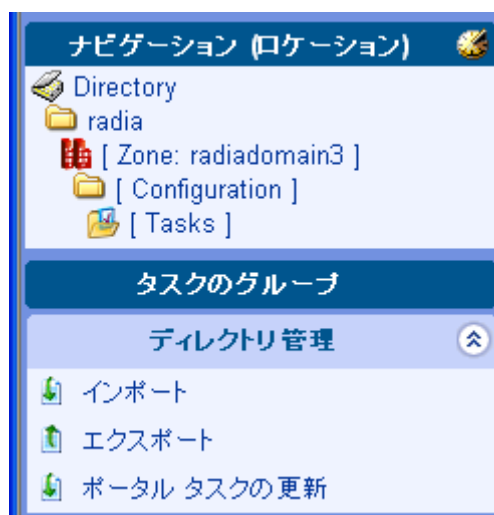 ナビゲーション (ロケーション)
Directory
radia
[ Zone: radiadomain3 ]
[ Configuration ]
[ Tasks ]
タスクのグループ
ディレクトリ管理
インポート
エクスポート
ポータル タスクの更新